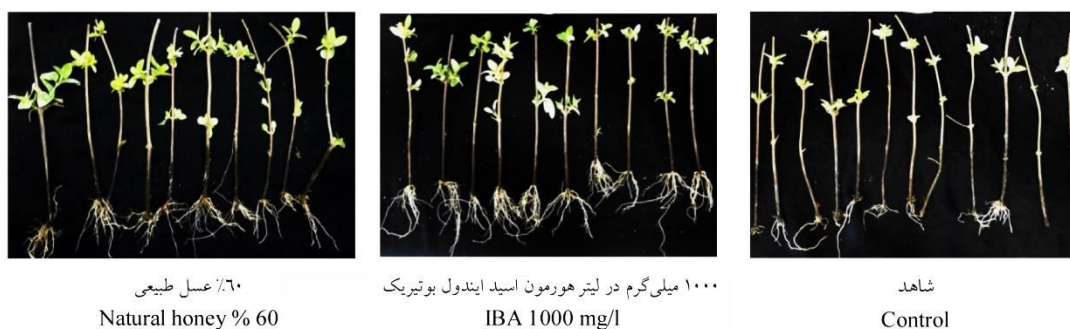 ۶۰٪ عسل طبیعی
Natural honey % 60
۱۰۰۰ میلی‌گرم در لیتر هورمون اسید ایندول بوتیریک
IBA 1000 mg/l
شاهد
Control